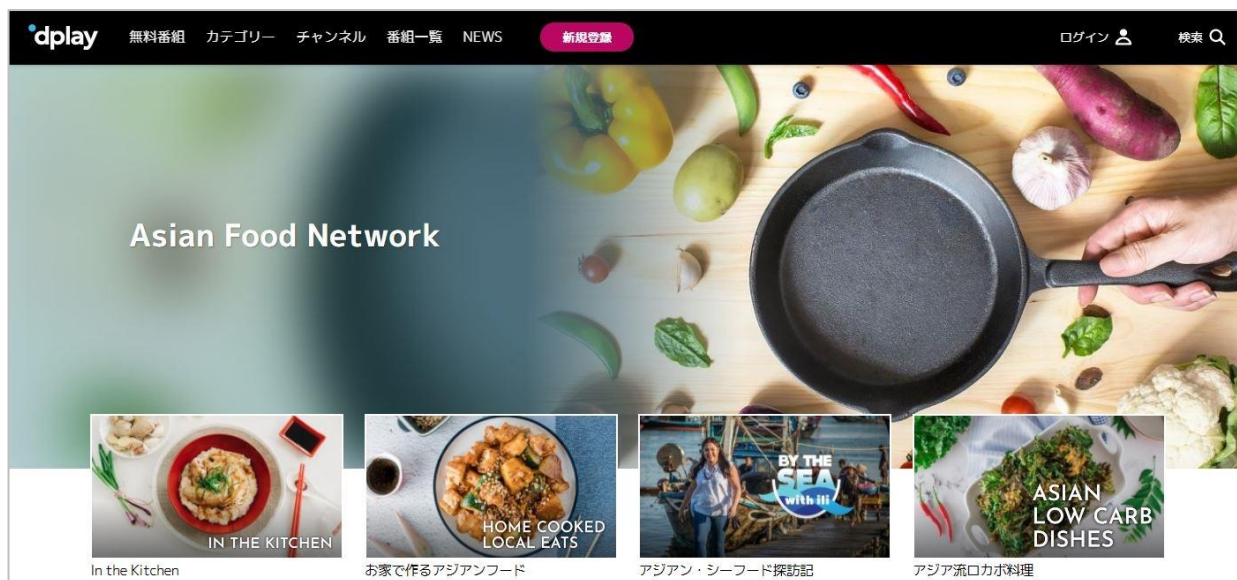 dplay 無料番組 カテゴリー チャンネル 番組一覧 NEWS 新規登録 ログイン 検索
Asian Food Network
IN THE KITCHEN
In the Kitchen
HOME COOKED
LOCAL EATS
お家で作るアジアンフード
BY THE
SEA
with ili
アジアン・シーフード探訪記
ASIAN
LOW CARB
DISHES
アジア流ロカボ料理